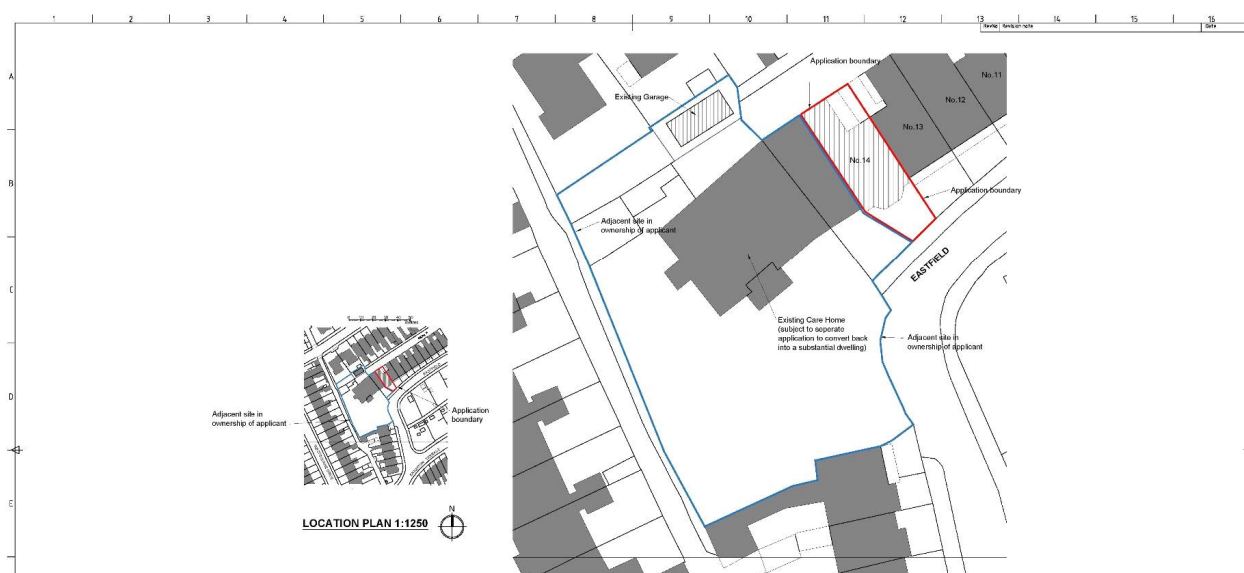 1 2 3 4 5 6 7 8 9 10 11 12 13 14 15 16
Revision note
Date
A
B
C
D
E
Application boundary
No.11
No.12
No.13
No.14
Existing Garage
Application boundary
Adjacent site in
ownership of applicant
EASTFIELD
Existing Care Home
(subject to seperate
application to convert back
into a substantial dwelling)
Adjacent site in
ownership of applicant
Adjacent site in
ownership of applicant
Application
boundary
N
LOCATION PLAN 1:1250